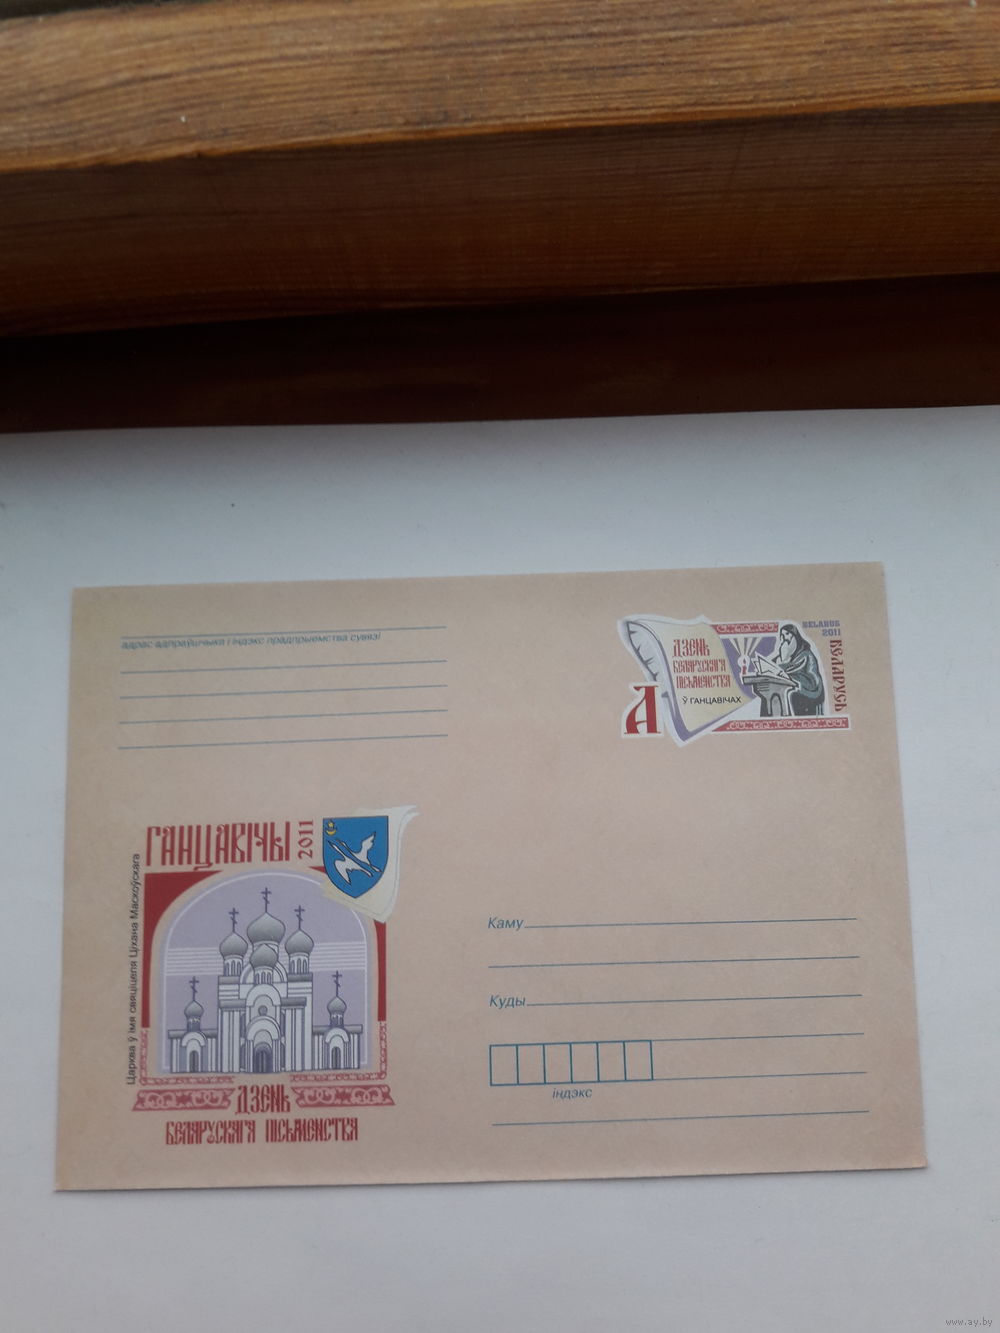 адрас адпраўшчыка і індэкс прадпрыемства сувязі
ДЗЕНЬ
БЕЛАРУСКАГА
ПІСЬМЕНСТВА
Ў ГАНЦАВІЧАХ
А
BELARUS
2011
БЕЛАРУСЬ
ГАНЦАВІЧЫ
2011
Царква ў імя свяціцеля Ціхана Маскоўскага
ДЗЕНЬ
БЕЛАРУСКАГА ПІСЬМЕНСТВА
Каму
Куды
індэкс
www.ay.by